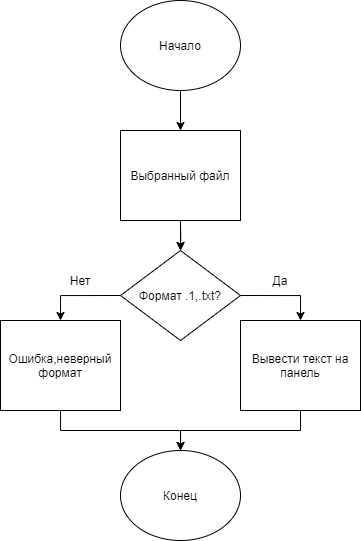 Начало
Выбранный файл
Формат .1,.txt?
Нет
Да
Ошибка,неверный
формат
Вывести текст на
панель
Конец